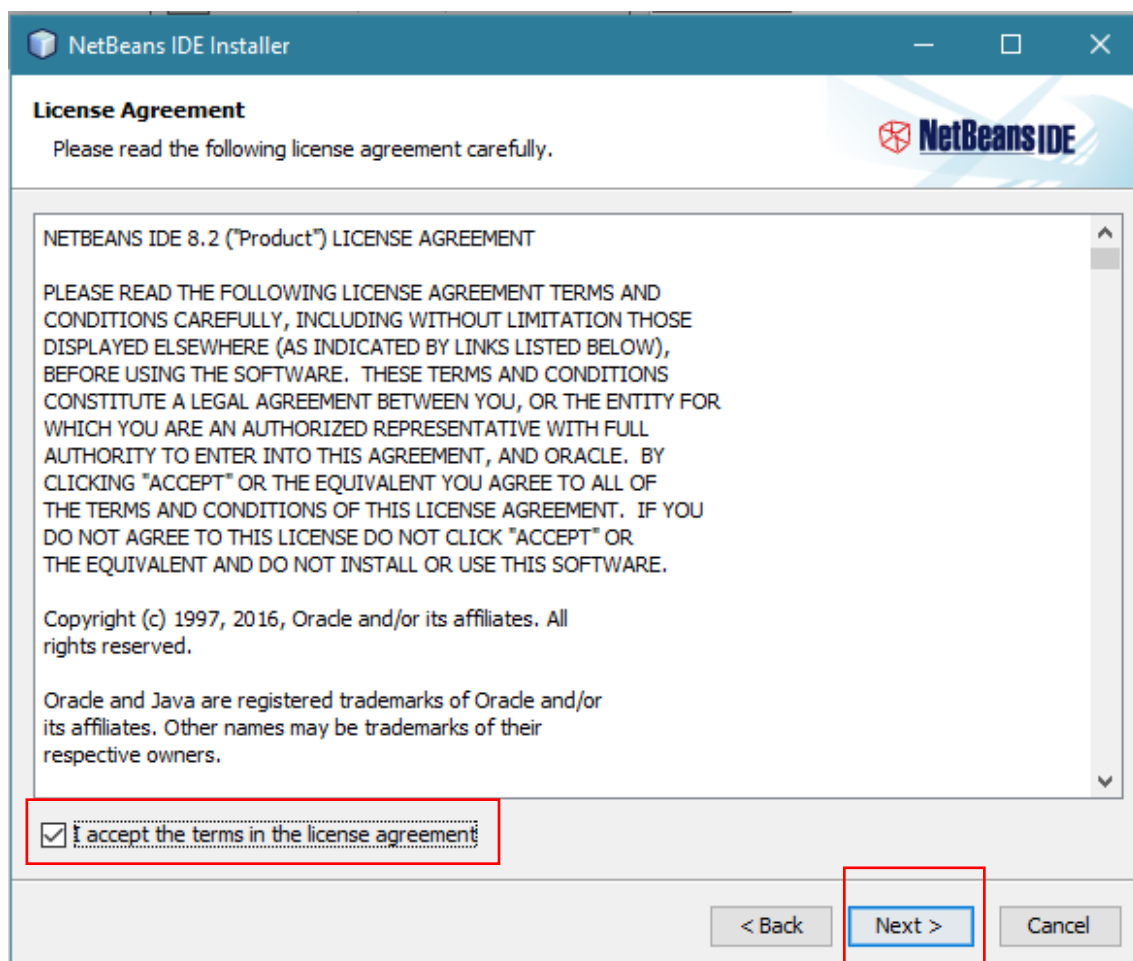 NetBeans IDE Installer
License Agreement
Please read the following license agreement carefully.
NetBeans IDE
NETBEANS IDE 8.2 ("Product") LICENSE AGREEMENT
PLEASE READ THE FOLLOWING LICENSE AGREEMENT TERMS AND
CONDITIONS CAREFULLY, INCLUDING WITHOUT LIMITATION THOSE
DISPLAYED ELSEWHERE (AS INDICATED BY LINKS LISTED BELOW),
BEFORE USING THE SOFTWARE.  THESE TERMS AND CONDITIONS
CONSTITUTE A LEGAL AGREEMENT BETWEEN YOU, OR THE ENTITY FOR
WHICH YOU ARE AN AUTHORIZED REPRESENTATIVE WITH FULL
AUTHORITY TO ENTER INTO THIS AGREEMENT, AND ORACLE.  BY
CLICKING "ACCEPT" OR THE EQUIVALENT YOU AGREE TO ALL OF
THE TERMS AND CONDITIONS OF THIS LICENSE AGREEMENT.  IF YOU
DO NOT AGREE TO THIS LICENSE DO NOT CLICK "ACCEPT" OR
THE EQUIVALENT AND DO NOT INSTALL OR USE THIS SOFTWARE.
Copyright (c) 1997, 2016, Oracle and/or its affiliates. All
rights reserved.
Oracle and Java are registered trademarks of Oracle and/or
its affiliates. Other names may be trademarks of their
respective owners.
I accept the terms in the license agreement
< Back
Next >
Cancel